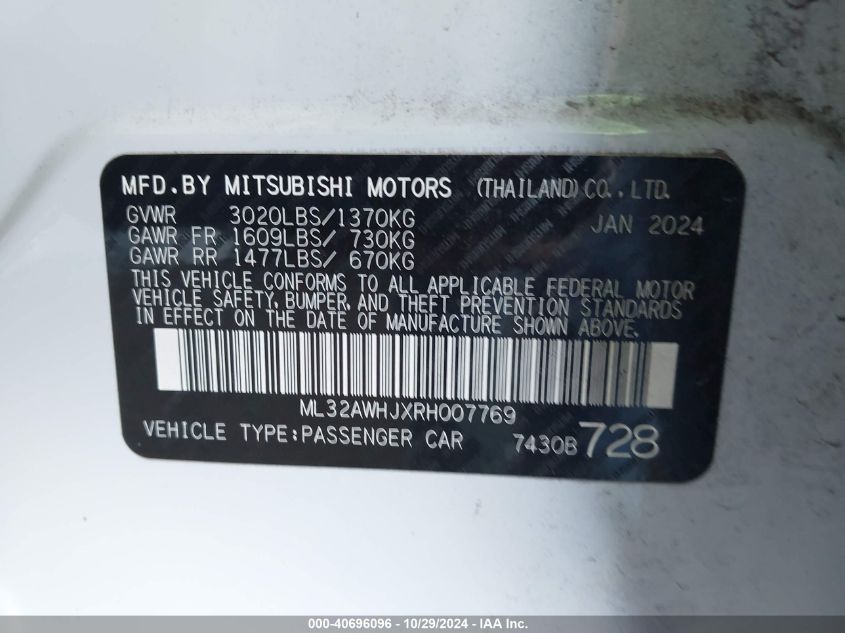 MFD.BY MITSUBISHI MOTORS (THAILAND) CO., LTD.
GVWR 3020LBS/1370KG JAN 2024
GAWR FR 1609LBS/ 730KG
GAWR RR 1477LBS/ 670KG
THIS VEHICLE CONFORMS TO ALL APPLICABLE FEDERAL MOTOR
VEHICLE SAFETY, BUMPER, AND THEFT PREVENTION STANDARDS
IN EFFECT ON THE DATE OF MANUFACTURE SHOWN ABOVE.
ML32AWHJXRH007769
VEHICLE TYPE:PASSENGER CAR 7430B 728
000-40696096 - 10/29/2024 - IAAI.com